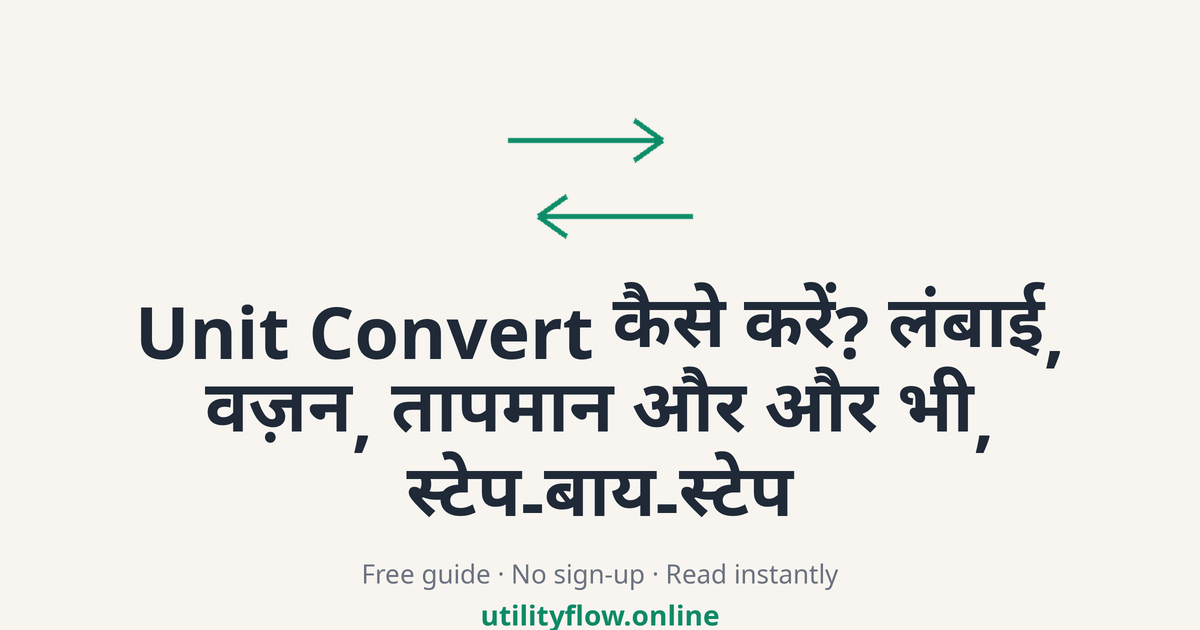 Unit Convert कैसे करें? लंबाई,
वज़न, तापमान और और भी,
स्टेप-बाय-स्टेप
Free guide · No sign-up · Read instantly
utilityflow.online